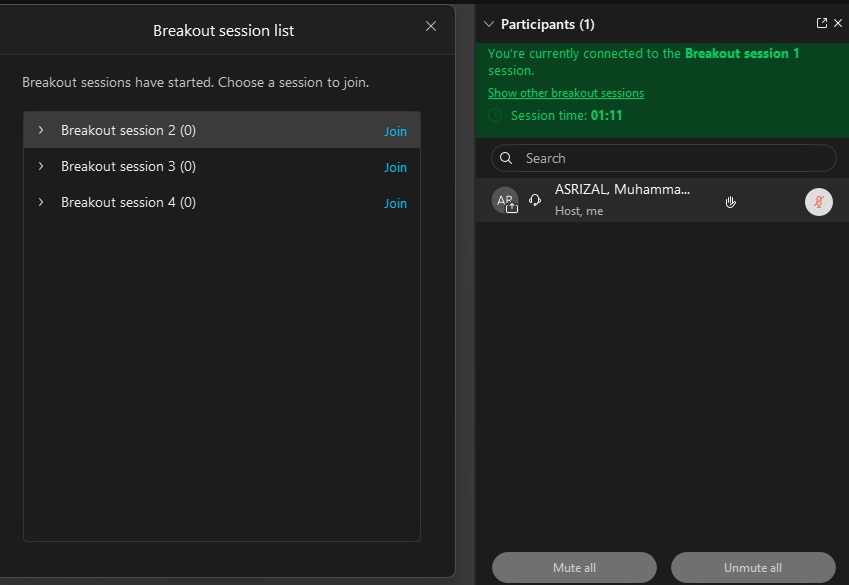 Breakout session list
Breakout sessions have started. Choose a session to join.
Breakout session 2 (0) Join
Breakout session 3 (0) Join
Breakout session 4 (0) Join
Participants (1)
You're currently connected to the Breakout session 1
session.
Show other breakout sessions
Session time: 01:11
Search
AR
ASRIZAL, Muhamma...
Host, me
Mute all
Unmute all